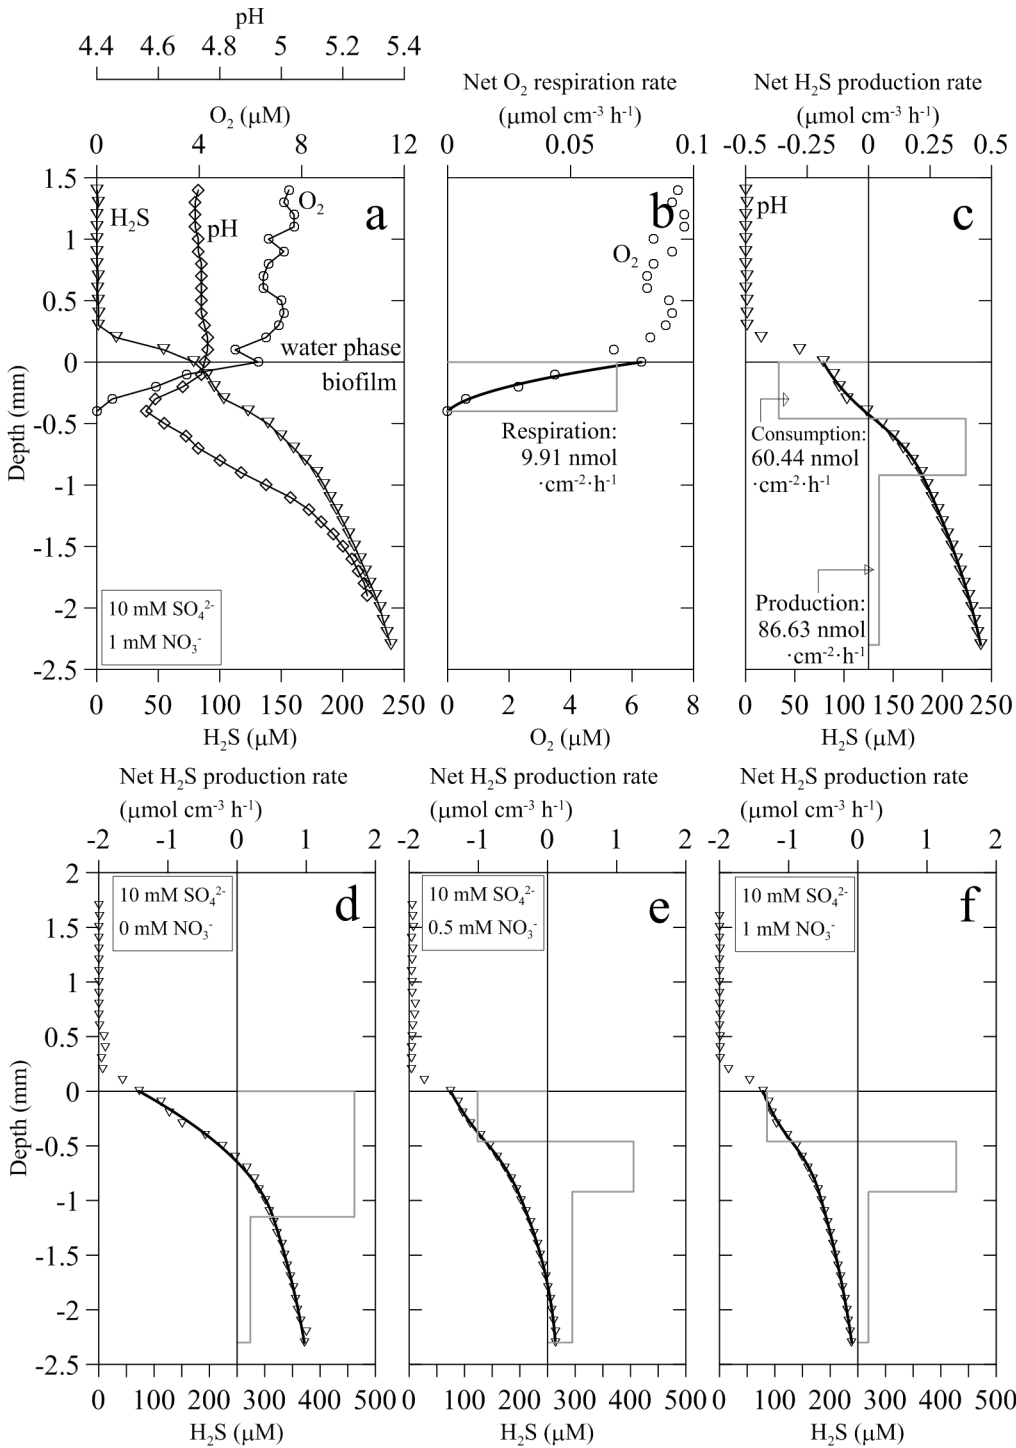 pH
4.4 4.6 4.8 5 5.2 5.4
O₂ (μM)
0 4 8 12
Net O₂ respiration rate
(μmol cm⁻³ h⁻¹)
0 0.05 0.1
Net H₂S production rate
(μmol cm⁻³ h⁻¹)
-0.5 -0.25 0 0.25 0.5
Depth (mm)
1.5
1
0.5
0
-0.5
-1
-1.5
-2
-2.5
a
H₂S
pH
O₂
water phase
biofilm
10 mM SO₄²⁻
1 mM NO₃⁻
0 50 100 150 200 250
H₂S (μM)
b
O₂
Respiration:
9.91 nmol
·cm⁻²·h⁻¹
0 2 4 6 8
O₂ (μM)
c
pH
Consumption:
60.44 nmol
·cm⁻²·h⁻¹
Production:
86.63 nmol
·cm⁻²·h⁻¹
0 50 100 150 200 250
H₂S (μM)
Net H₂S production rate
(μmol cm⁻³ h⁻¹)
-2 -1 0 1 2
Net H₂S production rate
(μmol cm⁻³ h⁻¹)
-1 0 1 2
Net H₂S production rate
(μmol cm⁻³ h⁻¹)
-2 -1 0 1 2
Depth (mm)
2
1.5
1
0.5
0
-0.5
-1
-1.5
-2
-2.5
10 mM SO₄²⁻
0 mM NO₃⁻
d
0 100 200 300 400 500
H₂S (μM)
10 mM SO₄²⁻
0.5 mM NO₃⁻
e
0 100 200 300 400 500
H₂S (μM)
10 mM SO₄²⁻
1 mM NO₃⁻
f
0 100 200 300 400 500
H₂S (μM)